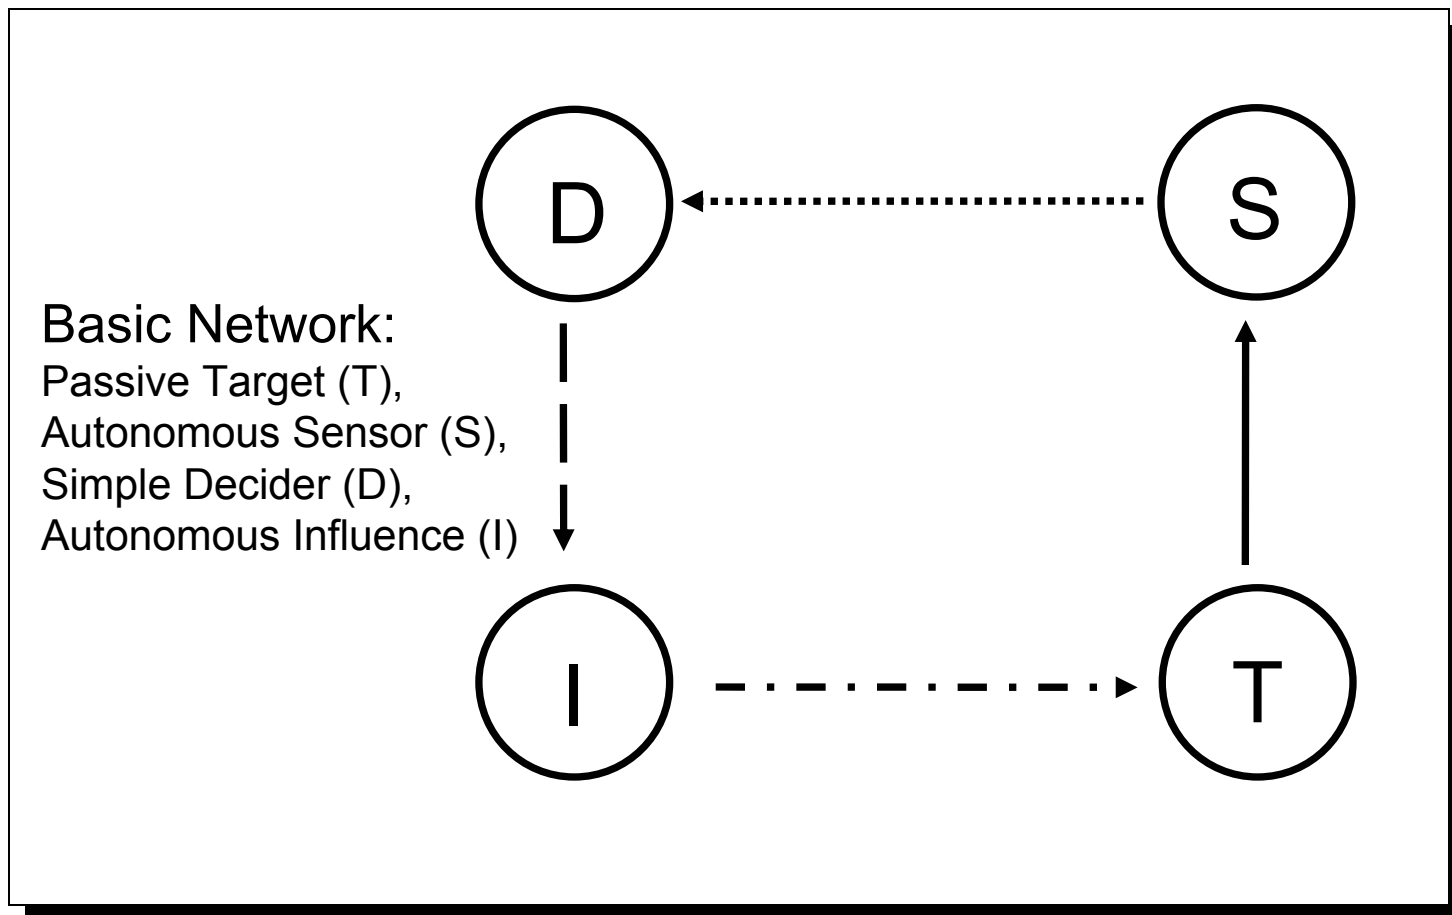 D
S
Basic Network:
Passive Target (T),
Autonomous Sensor (S),
Simple Decider (D),
Autonomous Influence (I)
I
T